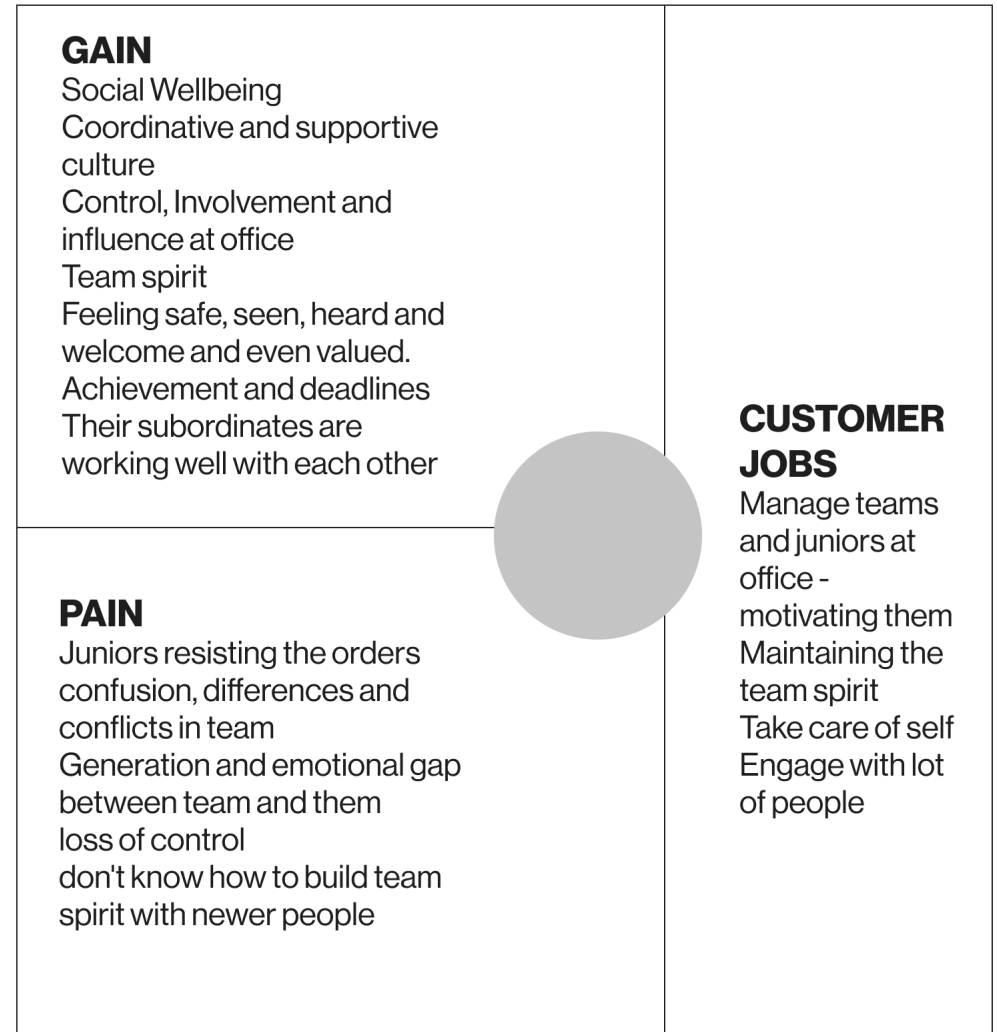 GAIN
Social Wellbeing
Coordinative and supportive
culture
Control, Involvement and
influence at office
Team spirit
Feeling safe, seen, heard and
welcome and even valued.
Achievement and deadlines
Their subordinates are
working well with each other
PAIN
Juniors resisting the orders
confusion, differences and
conflicts in team
Generation and emotional gap
between team and them
loss of control
don't know how to build team
spirit with newer people
CUSTOMER
JOBS
Manage teams
and juniors at
office -
motivating them
Maintaining the
team spirit
Take care of self
Engage with lot
of people